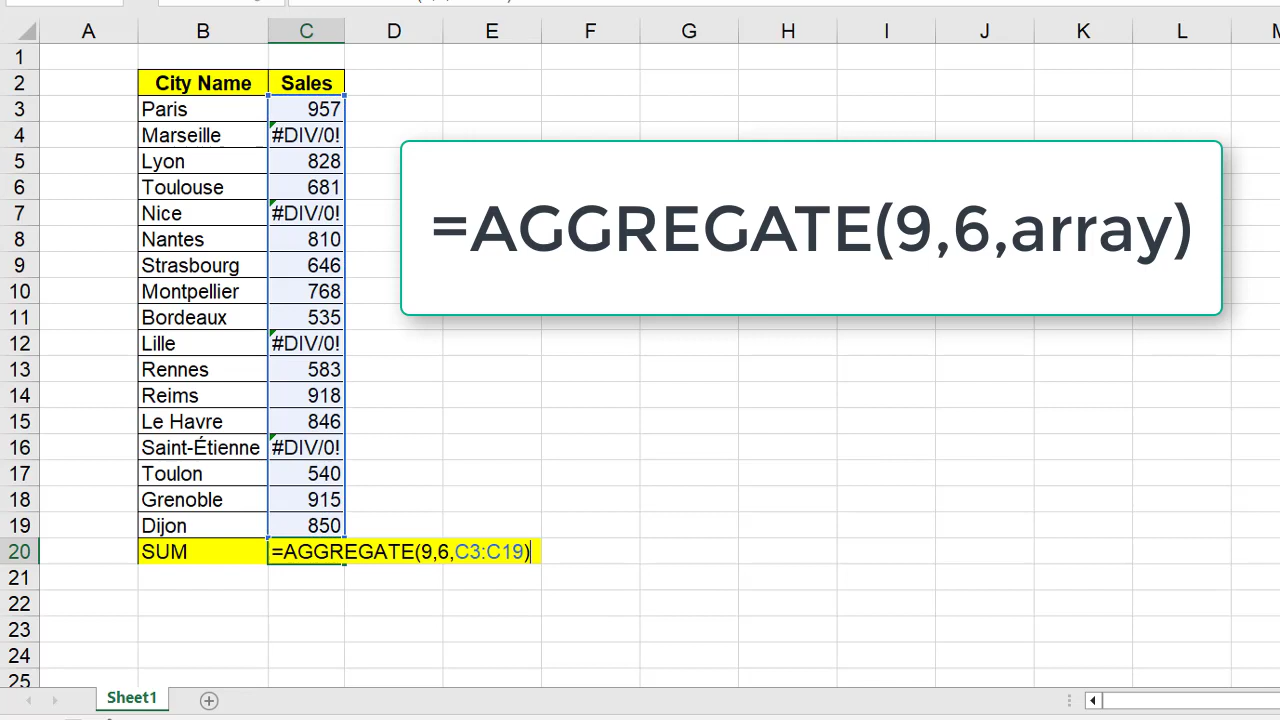 A B C D E F G H I J K L M
1
2 City Name Sales
3 Paris 957
4 Marseille #DIV/0!
5 Lyon 828
6 Toulouse 681
7 Nice #DIV/0!
8 Nantes 810
9 Strasbourg 646
10 Montpellier 768
11 Bordeaux 535
12 Lille #DIV/0!
13 Rennes 583
14 Reims 918
15 Le Havre 846
16 Saint-Étienne #DIV/0!
17 Toulon 540
18 Grenoble 915
19 Dijon 850
20 SUM =AGGREGATE(9,6,C3:C19)
21
22
23
24
25
=AGGREGATE(9,6,array)
Sheet1